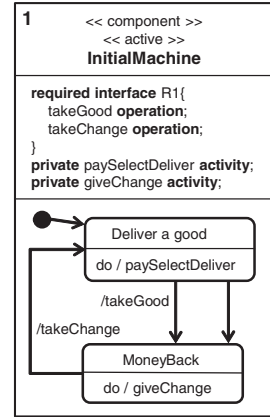 1
<< component >>
<< active >>
InitialMachine
required interface R1{
takeGood operation;
takeChange operation;
}
private paySelectDeliver activity;
private giveChange activity;
Deliver a good
do / paySelectDeliver
/takeGood
/takeChange
MoneyBack
do / giveChange